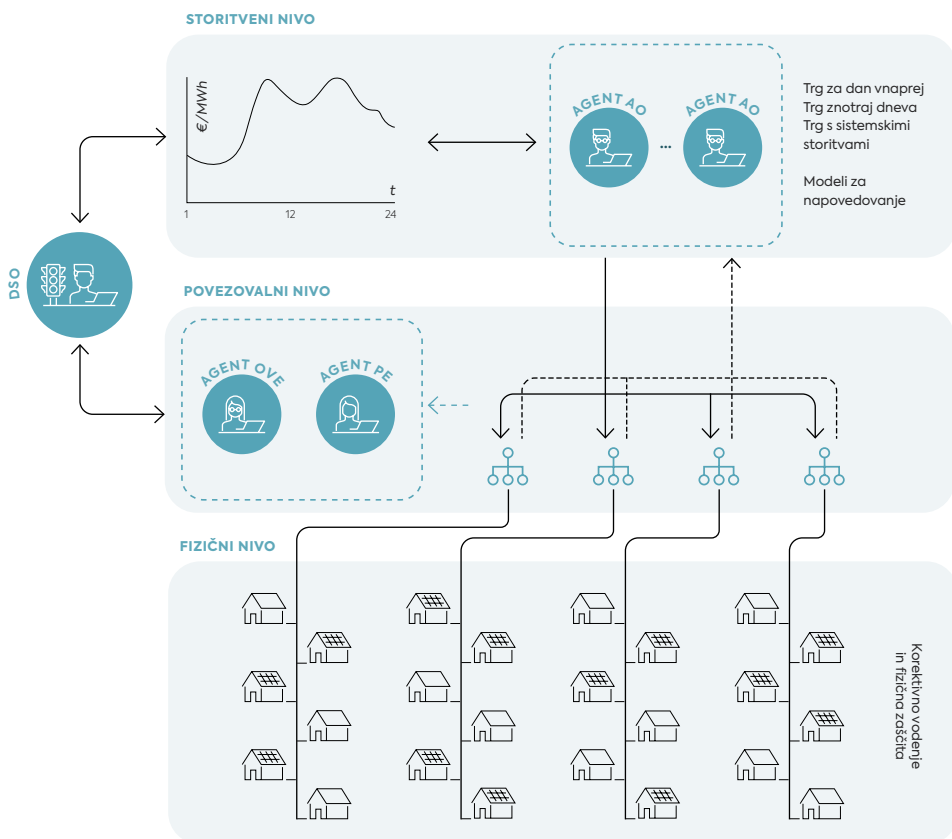 STORITVENI NIVO
€/MWh
t
1
12
24
AGENT AO
...
AGENT AO
Trg za dan vnaprej
Trg znotraj dneva
Trg s sistemskimi
storitvami
Modeli za
napovedovanje
DSO
POVEZOVALNI NIVO
AGENT OVE
AGENT PE
FIZIČNI NIVO
Korektivno vodenje
in fizična zaščita